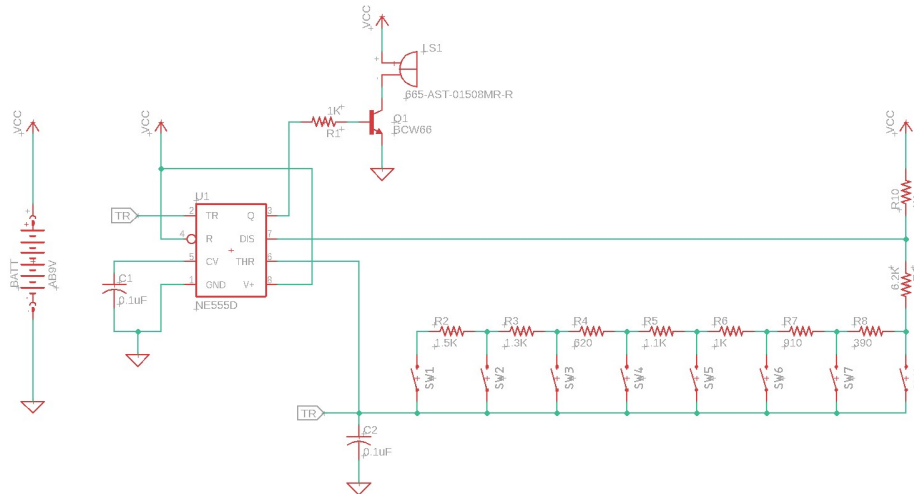 VCC
LS1
665-AST-01508MR-R
1K
R1
Q1
BCW66
VCC
VCC
VCC
R10
U1
TR
2
TR
Q
3
4
R
DIS
7
5
CV
THR
6
1
GND
V+
8
NE555D
C1
0.1uF
BATT
AB9V
6.2K
R2
R3
R4
R5
R6
R7
R8
1.5K
1.3K
620
1.1K
1K
910
390
SW1
SW2
SW3
SW4
SW5
SW6
SW7
TR
C2
0.1uF